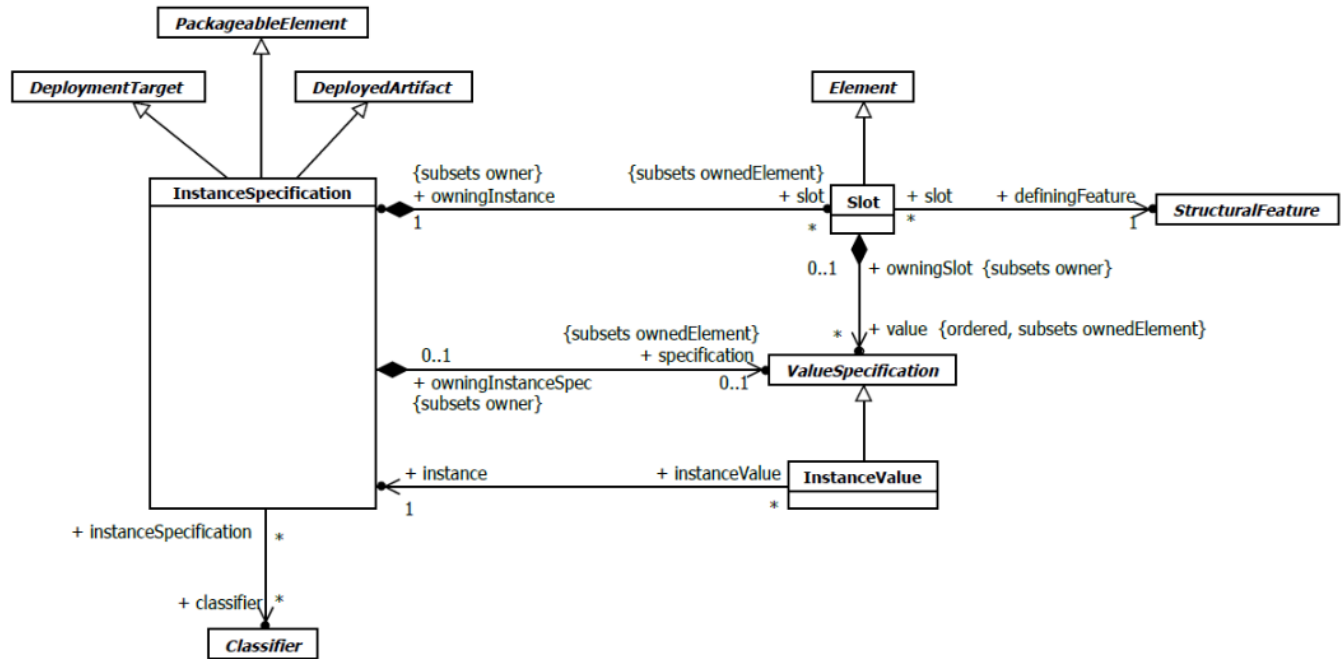 PackageableElement
DeploymentTarget
DeployedArtifact
Element
{subsets owner}
{subsets ownedElement}
InstanceSpecification
+ owningInstance
+ slot
Slot
+ slot
+ definingFeature
StructuralFeature
1
*
*
1
0..1
+ owningSlot {subsets owner}
{subsets ownedElement}
* + value {ordered, subsets ownedElement}
0..1
+ specification
+ owningInstanceSpec
0..1
ValueSpecification
{subsets owner}
+ instance
+ instanceValue
InstanceValue
1
*
+ instanceSpecification *
+ classifier *
Classifier